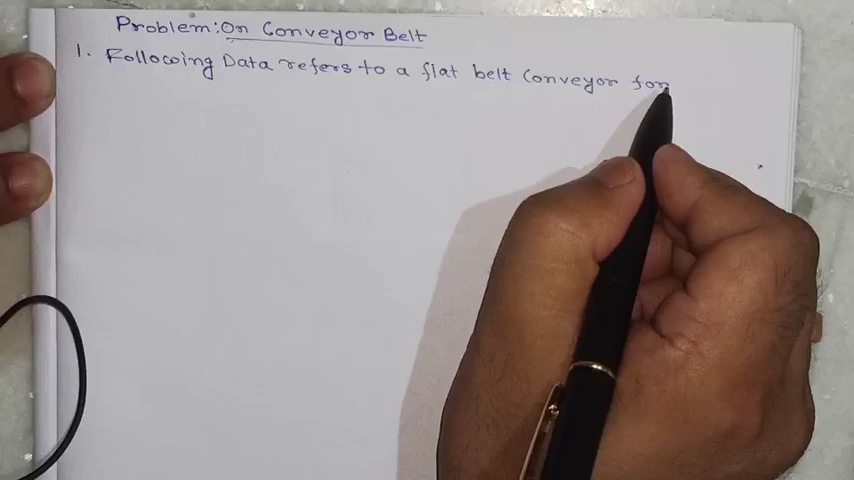 Problem: On Conveyor Belt
1. Following Data refers to a flat belt Conveyor for